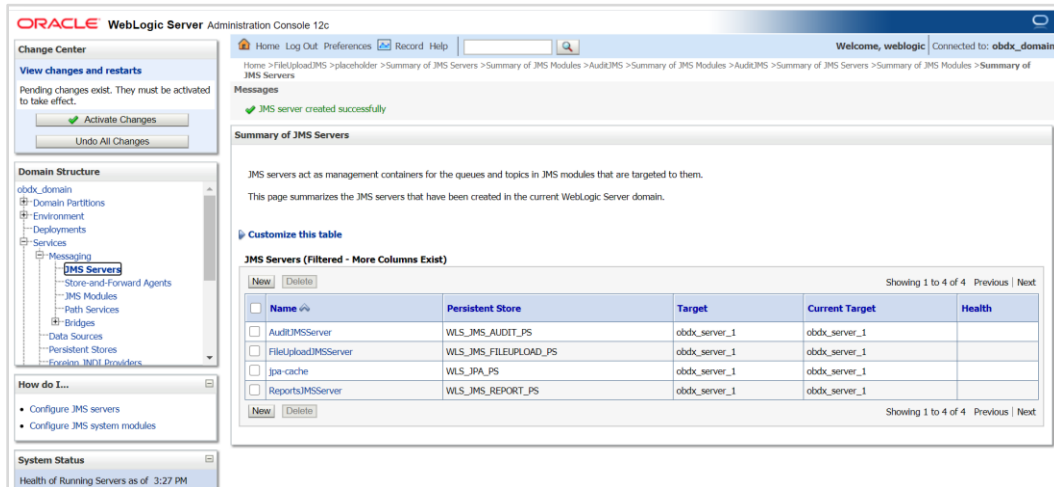 ORACLE WebLogic Server Administration Console 12c
Change Center
View changes and restarts
Pending changes exist. They must be activated
to take effect.
Activate Changes
Undo All Changes
Domain Structure
obdx_domain
Domain Partitions
Environment
Deployments
Services
Messaging
JMS Servers
Store-and-Forward Agents
JMS Modules
Path Services
Bridges
Data Sources
Persistent Stores
Foreign JNDI Providers
How do I...
Configure JMS servers
Configure JMS system modules
System Status
Health of Running Servers as of 3:27 PM
Home Log Out Preferences Record Help
Welcome, weblogic Connected to: obdx_domain
Home >FileUploadJMS >placeholder >Summary of JMS Servers >Summary of JMS Modules >AuditJMS >Summary of JMS Modules >AuditJMS >Summary of JMS Servers >Summary of JMS Modules >Summary of
JMS Servers
Messages
JMS server created successfully
Summary of JMS Servers
JMS servers act as management containers for the queues and topics in JMS modules that are targeted to them.
This page summarizes the JMS servers that have been created in the current WebLogic Server domain.
Customize this table
JMS Servers (Filtered - More Columns Exist)
New Delete Showing 1 to 4 of 4 Previous | Next
Name Persistent Store Target Current Target Health
AuditJMSServer WLS_JMS_AUDIT_PS obdx_server_1 obdx_server_1
FileUploadJMSServer WLS_JMS_FILEUPLOAD_PS obdx_server_1 obdx_server_1
jpa-cache WLS_JPA_PS obdx_server_1 obdx_server_1
ReportsJMSServer WLS_JMS_REPORT_PS obdx_server_1 obdx_server_1
New Delete Showing 1 to 4 of 4 Previous | Next